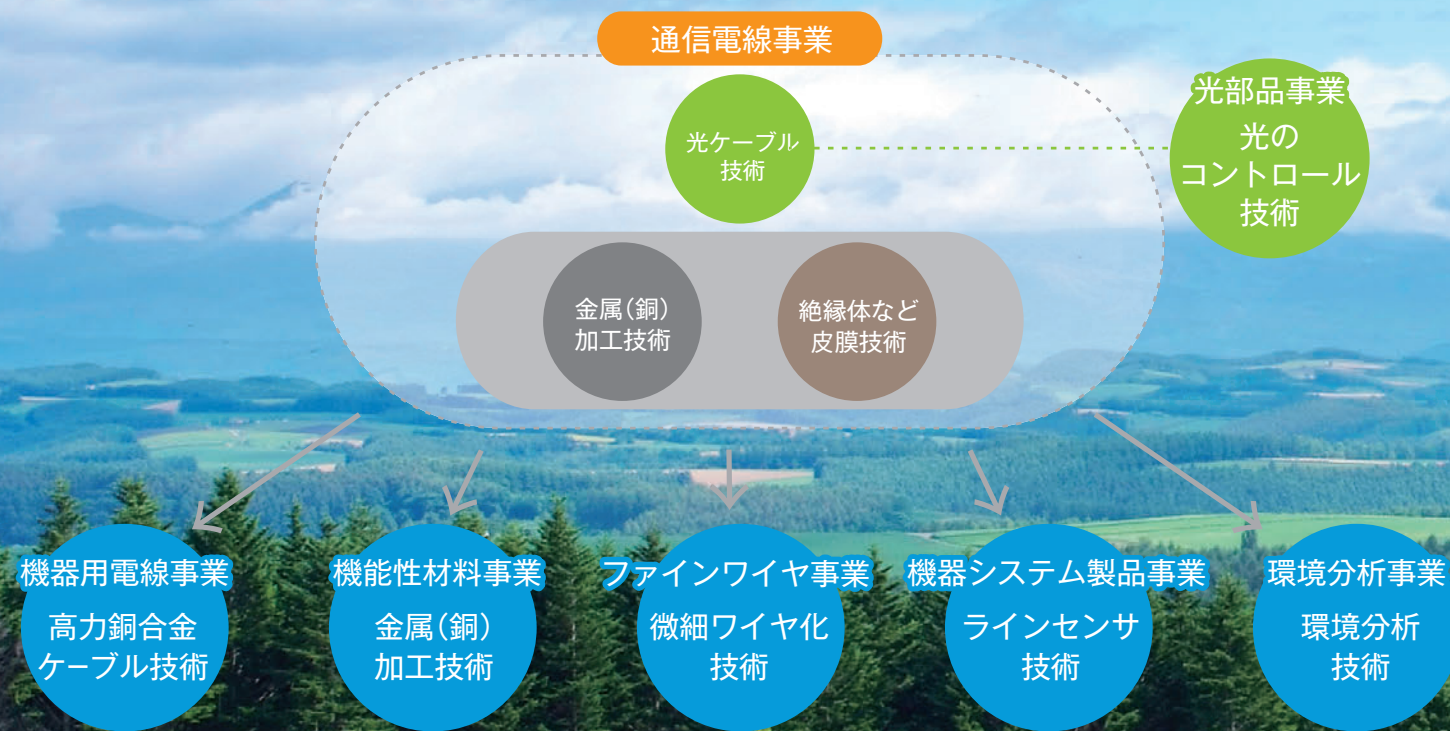 通信電線事業
光ケーブル
技術
光部品事業
光の
コントロール
技術
金属（銅）
加工技術
絶縁体など
皮膜技術
機器用電線事業
高力銅合金
ケーブル技術
機能性材料事業
金属（銅）
加工技術
ファインワイヤ事業
微細ワイヤ化
技術
機器システム製品事業
ラインセンサ
技術
環境分析事業
環境分析
技術